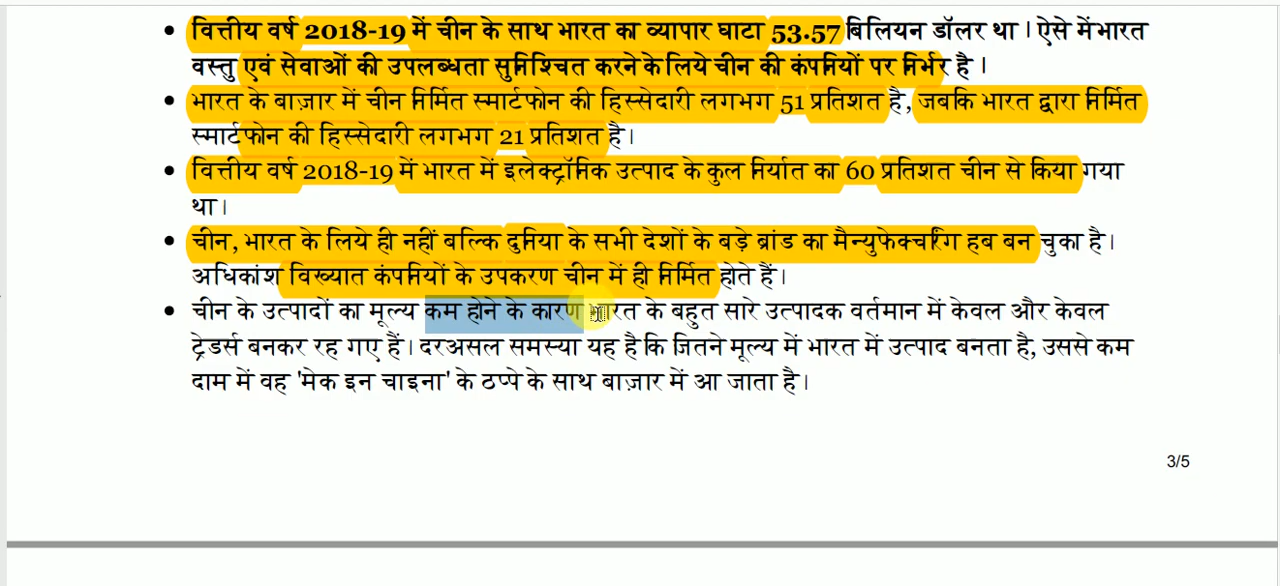 • वित्तीय वर्ष 2018-19 में चीन के साथ भारत का व्यापार घाटा 53.57 बिलियन डॉलर था । ऐसे में भारत
वस्तु एवं सेवाओं की उपलब्धता सुनिश्चित करने के लिये चीन की कंपनियों पर निर्भर है ।
• भारत के बाज़ार में चीन निर्मित स्मार्टफोन की हिस्सेदारी लगभग 51 प्रतिशत है, जबकि भारत द्वारा निर्मित
स्मार्टफोन की हिस्सेदारी लगभग 21 प्रतिशत है।
• वित्तीय वर्ष 2018-19 में भारत में इलेक्ट्रॉनिक उत्पाद के कुल निर्यात का 60 प्रतिशत चीन से किया गया
था।
• चीन, भारत के लिये ही नहीं बल्कि दुनिया के सभी देशों के बड़े ब्रांड का मैन्युफेक्चरिंग हब बन चुका है।
अधिकांश विख्यात कंपनियों के उपकरण चीन में ही निर्मित होते हैं।
• चीन के उत्पादों का मूल्य कम होने के कारण भारत के बहुत सारे उत्पादक वर्तमान में केवल और केवल
ट्रेडर्स बनकर रह गए हैं। दरअसल समस्या यह है कि जितने मूल्य में भारत में उत्पाद बनता है, उससे कम
दाम में वह 'मेक इन चाइना' के ठप्पे के साथ बाज़ार में आ जाता है।
3/5